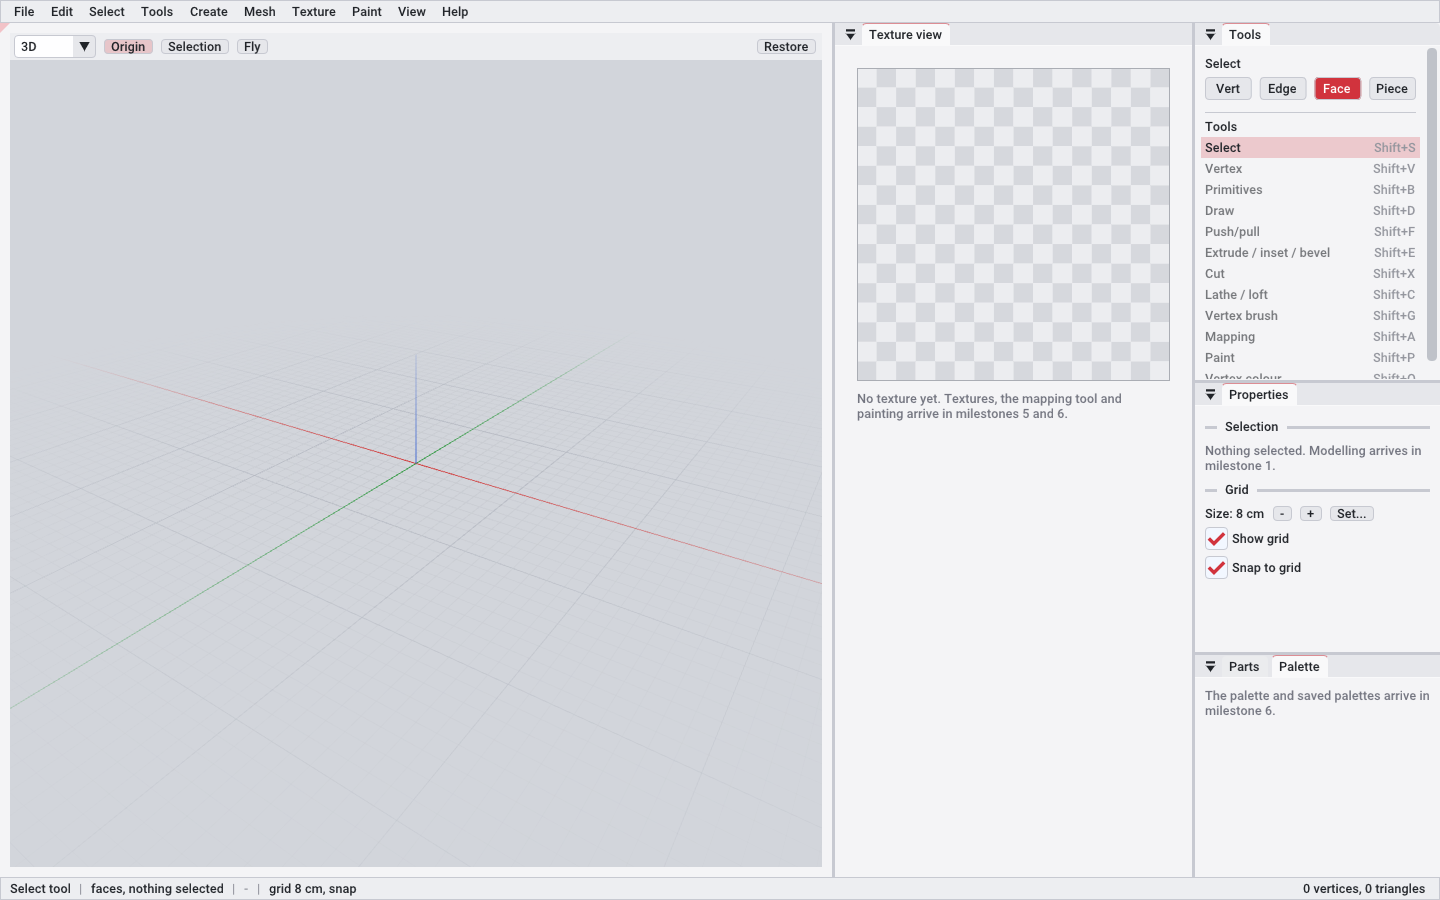 File Edit Select Tools Create Mesh Texture Paint View Help
3D Origin Selection Fly Restore
Texture view
No texture yet. Textures, the mapping tool and
painting arrive in milestones 5 and 6.
Tools
Select
Vert Edge Face Piece
Tools
Select Shift+S
Vertex Shift+V
Primitives Shift+B
Draw Shift+D
Push/pull Shift+F
Extrude / inset / bevel Shift+E
Cut Shift+X
Lathe / loft Shift+C
Vertex brush Shift+G
Mapping Shift+A
Paint Shift+P
Vertex colour
Properties
Selection
Nothing selected. Modelling arrives in
milestone 1.
Grid
Size: 8 cm - + Set...
Show grid
Snap to grid
Parts Palette
The palette and saved palettes arrive in
milestone 6.
Select tool | faces, nothing selected | - | grid 8 cm, snap 0 vertices, 0 triangles